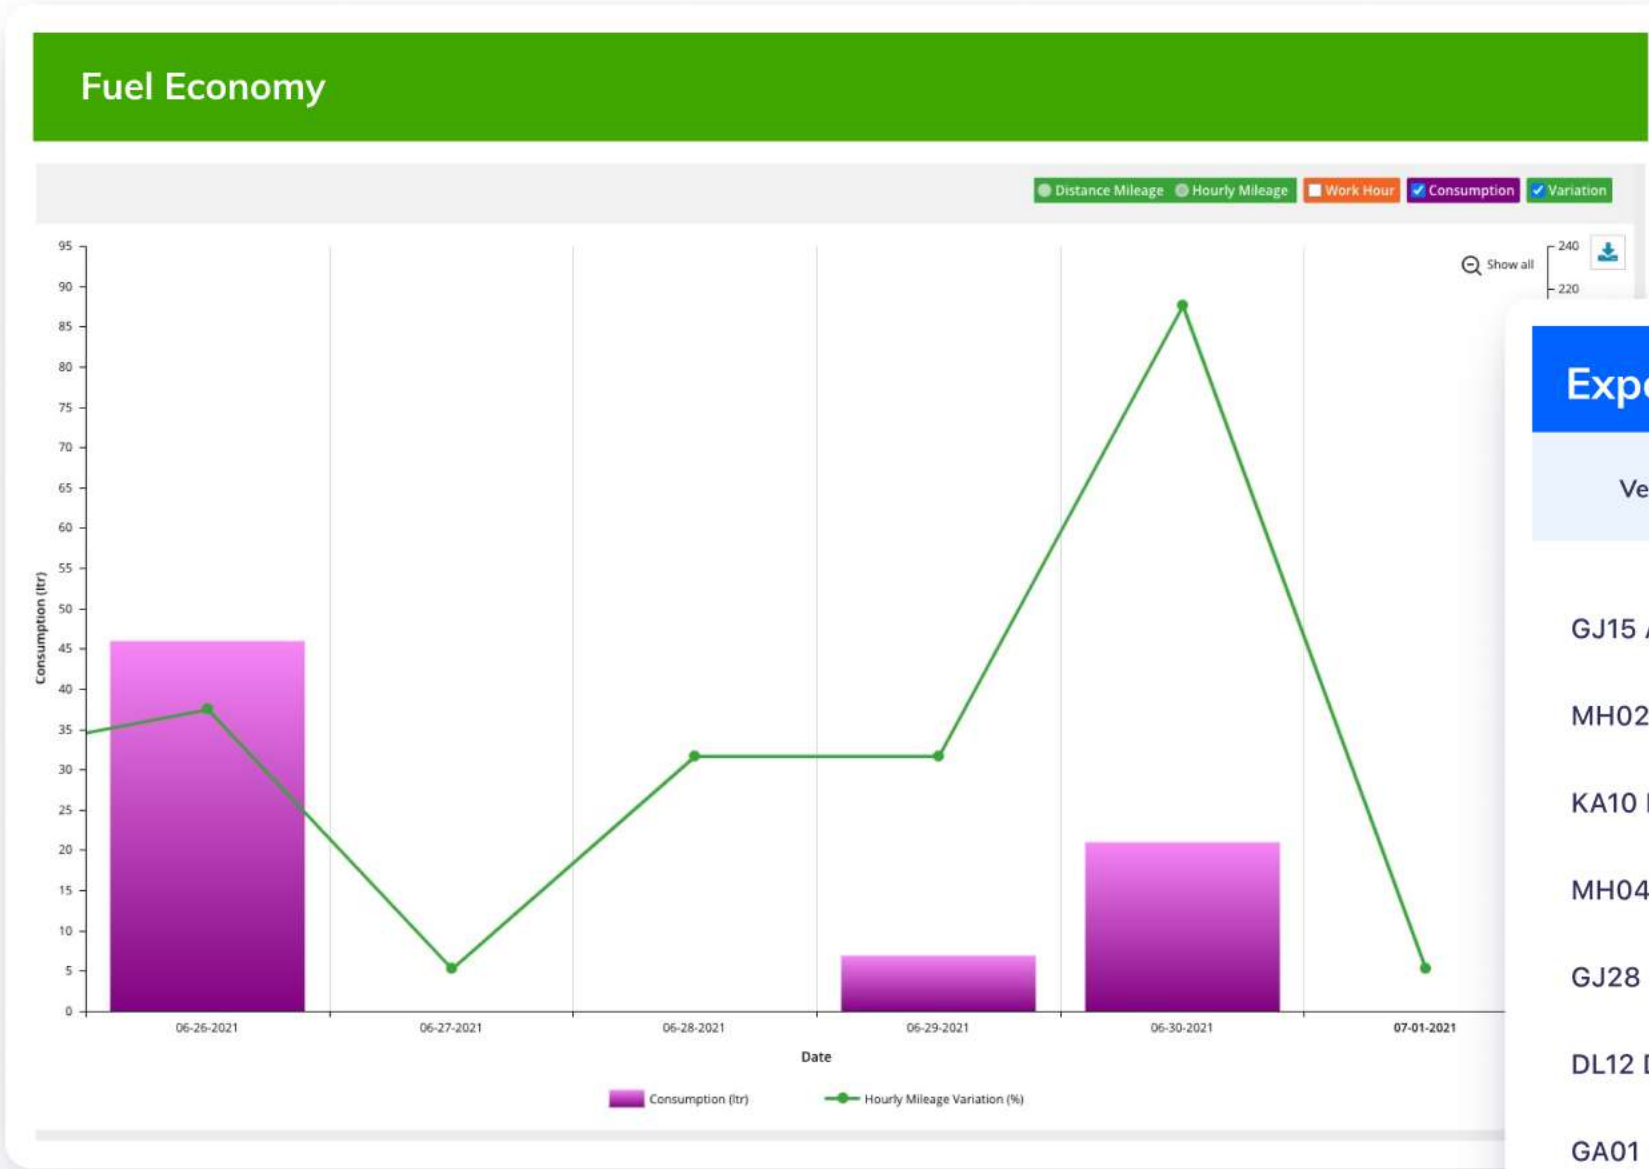 Fuel Economy
Distance Mileage Hourly Mileage Work Hour Consumption Variation
Show all
240
220
95
90
85
80
75
70
65
60
55
50
45
40
35
30
25
20
15
10
5
0
Consumption (ltr)
06-26-2021 06-27-2021 06-28-2021 06-29-2021 06-30-2021 07-01-2021
Date
Consumption (ltr) Hourly Mileage Variation (%)
GJ15
MH02
KA10
MH04
GJ28
DL12
GA01